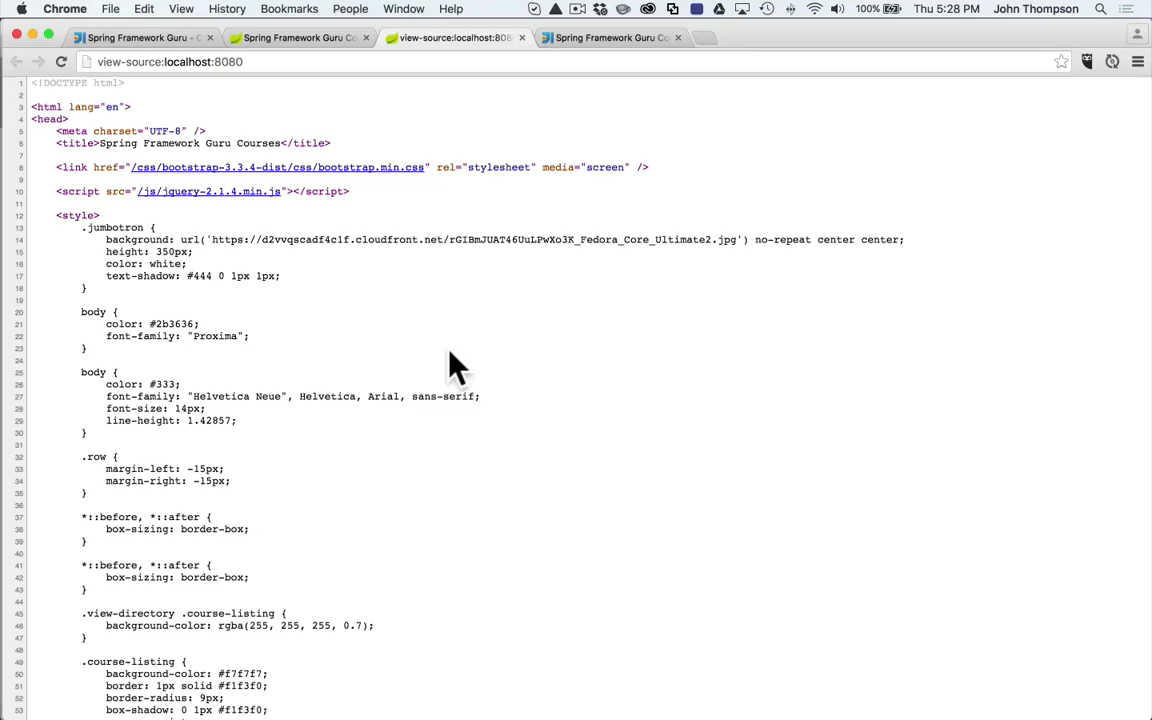 Chrome File Edit View History Bookmarks People Window Help 100% Thu 5:28 PM John Thompson
Spring Framework Guru - C Spring Framework Guru Cou view-source:localhost:808 Spring Framework Guru Co
view-source:localhost:8080
1 <!DOCTYPE html>
2
3 <html lang="en">
4 <head>
5 <meta charset="UTF-8" />
6 <title>Spring Framework Guru Courses</title>
7
8 <link href="/css/bootstrap-3.3.4-dist/css/bootstrap.min.css" rel="stylesheet" media="screen" />
9
10 <script src="/js/jquery-2.1.4.min.js"></script>
11
12 <style>
13 .jumbotron {
14 background: url('https://d2vvqscadf4c1f.cloudfront.net/rGIBmJUAT46UuLPwXo3K_Fedora_Core_Ultimate2.jpg') no-repeat center center;
15 height: 350px;
16 color: white;
17 text-shadow: #444 0 1px 1px;
18 }
19
20 body {
21 color: #2b3636;
22 font-family: "Proxima";
23 }
24
25 body {
26 color: #333;
27 font-family: "Helvetica Neue", Helvetica, Arial, sans-serif;
28 font-size: 14px;
29 line-height: 1.42857;
30 }
31
32 .row {
33 margin-left: -15px;
34 margin-right: -15px;
35 }
36
37 *::before, *::after {
38 box-sizing: border-box;
39 }
40
41 *::before, *::after {
42 box-sizing: border-box;
43 }
44
45 .view-directory .course-listing {
46 background-color: rgba(255, 255, 255, 0.7);
47 }
48
49 .course-listing {
50 background-color: #f7f7f7;
51 border: 1px solid #f1f3f0;
52 border-radius: 9px;
53 box-shadow: 0 1px #f1f3f0;